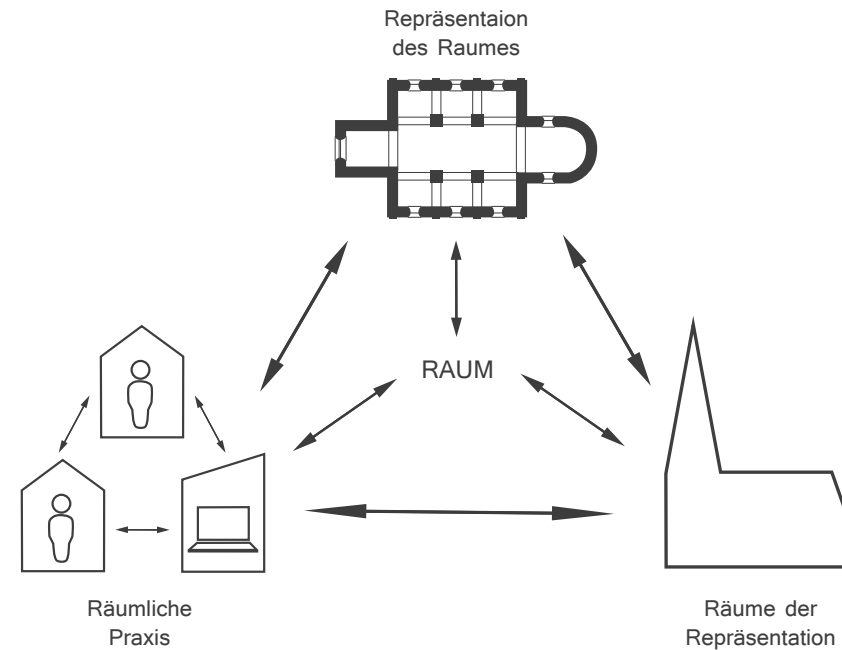 Repräsentaion
des Raumes
RAUM
Räumliche
Praxis
Räume der
Repräsentation